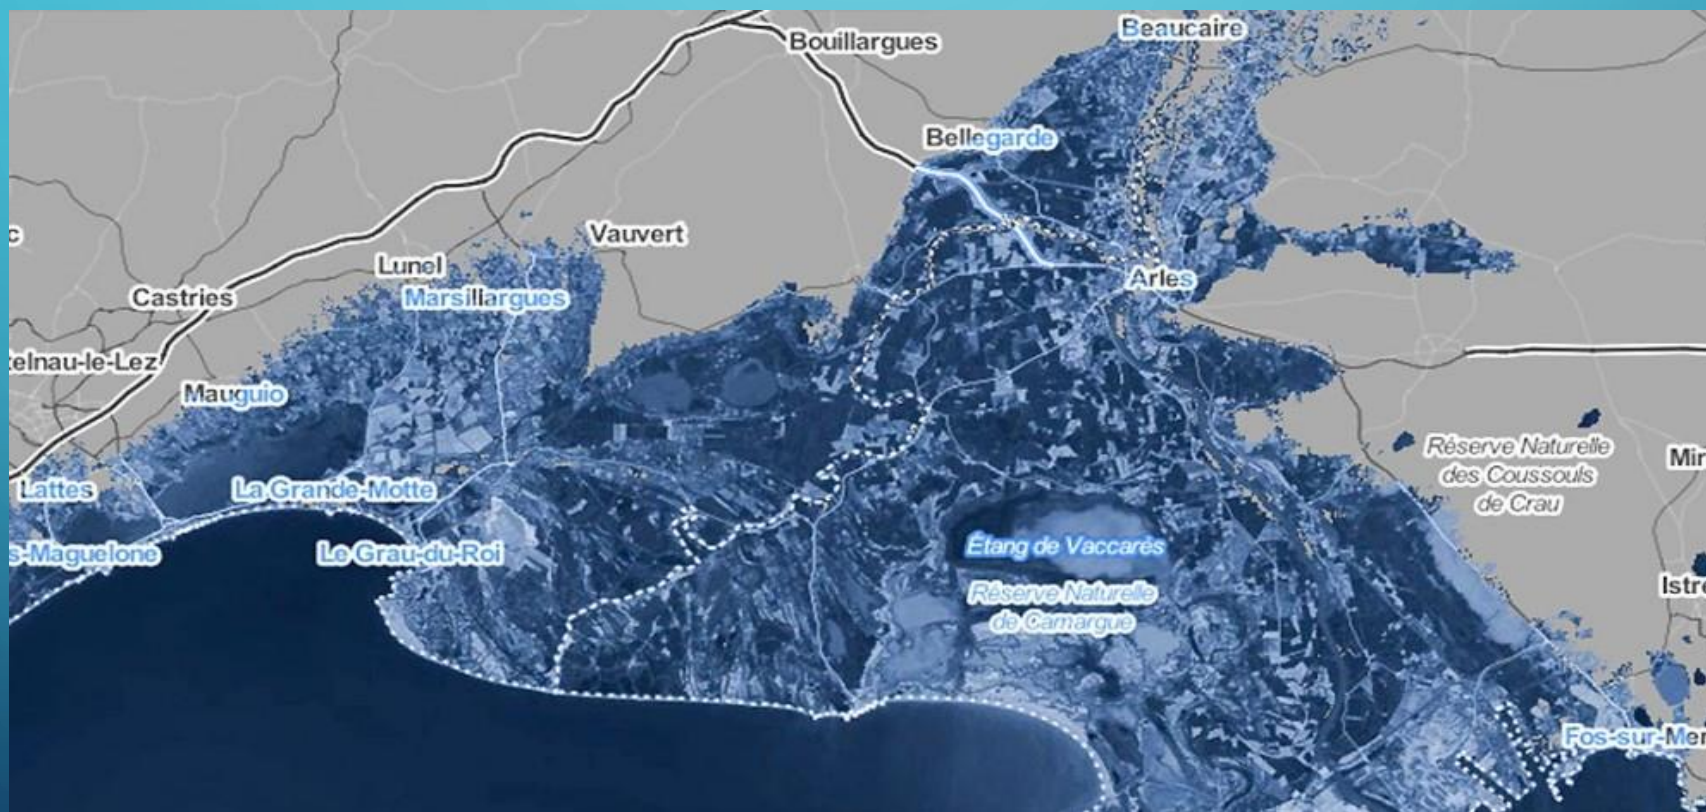 Beaucaire
Bouillargues
Bellegarde
c
Vauvert
Lunel
Castries
Marsillargues
Arles
telnau-le-Lez
Mauguio
Réserve Naturelle
des Coussouls
de Crau
Mir
Lattes
La Grande-Motte
s-Maguelone
Le Grau-du-Roi
Étang de Vaccarès
Réserve Naturelle
de Camargue
Istre
Fos-sur-Mer